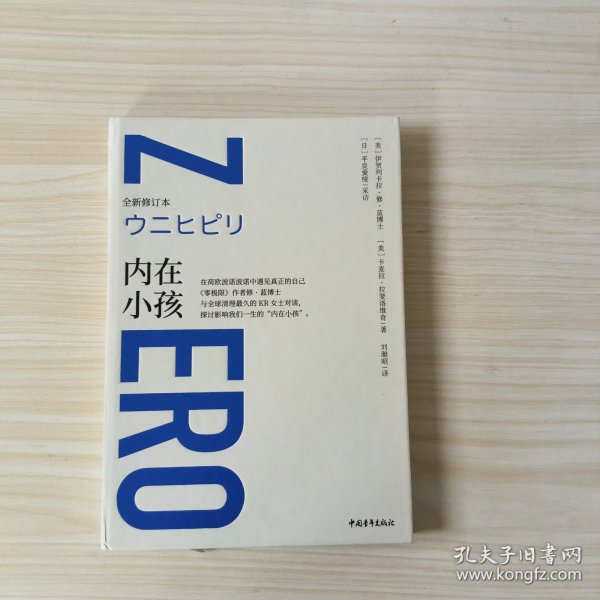 Z
ERO
全新修订本
ウニヒピリ
内在
小孩
在荷欧波诺波诺中遇见真正的自己
《零极限》作者修·蓝博士
与全球清理最久的 KR 女士对谈,
探讨影响我们一生的“内在小孩”。
［美］伊贺列卡拉·修·蓝博士 ［美］卡麦拉·拉斐洛维奇｜著
［日］平良爱绫｜采访 刘滌昭｜译
中国青年出版社
孔夫子旧书网
www.kongfz.com